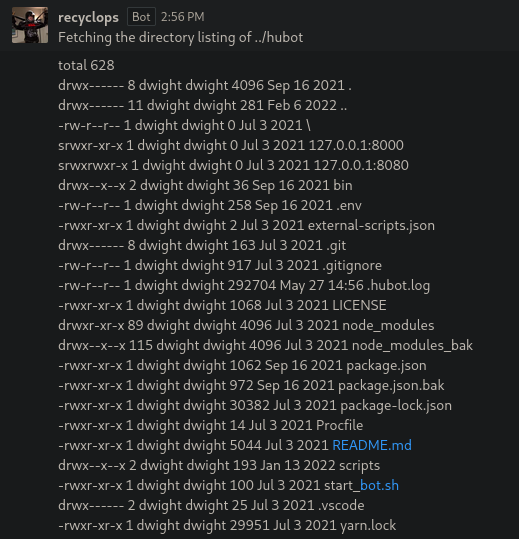 recyclops Bot 2:56 PM
Fetching the directory listing of ../hubot
total 628
drwx------ 8 dwight dwight 4096 Sep 16 2021 .
drwx------ 11 dwight dwight 281 Feb 6 2022 ..
-rw-r--r-- 1 dwight dwight 0 Jul 3 2021 \
srwxr-xr-x 1 dwight dwight 0 Jul 3 2021 127.0.0.1:8000
srwxrwxr-x 1 dwight dwight 0 Jul 3 2021 127.0.0.1:8080
drwx--x--x 2 dwight dwight 36 Sep 16 2021 bin
-rw-r--r-- 1 dwight dwight 258 Sep 16 2021 .env
-rwxr-xr-x 1 dwight dwight 2 Jul 3 2021 external-scripts.json
drwx------ 8 dwight dwight 163 Jul 3 2021 .git
-rw-r--r-- 1 dwight dwight 917 Jul 3 2021 .gitignore
-rw-r--r-- 1 dwight dwight 292704 May 27 14:56 .hubot.log
-rwxr-xr-x 1 dwight dwight 1068 Jul 3 2021 LICENSE
drwxr-xr-x 89 dwight dwight 4096 Jul 3 2021 node_modules
drwx--x--x 115 dwight dwight 4096 Jul 3 2021 node_modules_bak
-rwxr-xr-x 1 dwight dwight 1062 Sep 16 2021 package.json
-rwxr-xr-x 1 dwight dwight 972 Sep 16 2021 package.json.bak
-rwxr-xr-x 1 dwight dwight 30382 Jul 3 2021 package-lock.json
-rwxr-xr-x 1 dwight dwight 14 Jul 3 2021 Procfile
-rwxr-xr-x 1 dwight dwight 5044 Jul 3 2021 README.md
drwx--x--x 2 dwight dwight 193 Jan 13 2022 scripts
-rwxr-xr-x 1 dwight dwight 100 Jul 3 2021 start_bot.sh
drwx------ 2 dwight dwight 25 Jul 3 2021 .vscode
-rwxr-xr-x 1 dwight dwight 29951 Jul 3 2021 yarn.lock